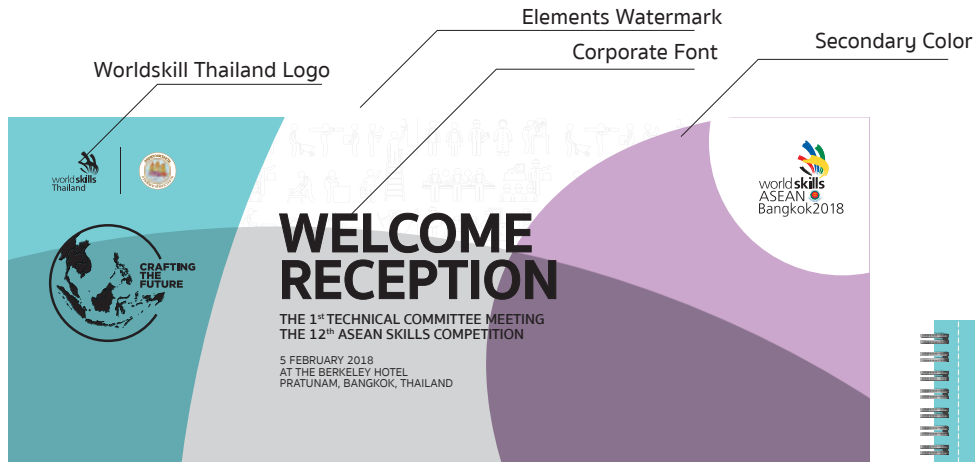 Elements Watermark
Corporate Font
Secondary Color
Worldskill Thailand Logo
worldskills
Thailand
worldskills
ASEAN
Bangkok2018
CRAFTING
THE
FUTURE
WELCOME
RECEPTION
THE 1st TECHNICAL COMMITTEE MEETING
THE 12th ASEAN SKILLS COMPETITION
5 FEBRUARY 2018
AT THE BERKELEY HOTEL
PRATUNAM, BANGKOK, THAILAND